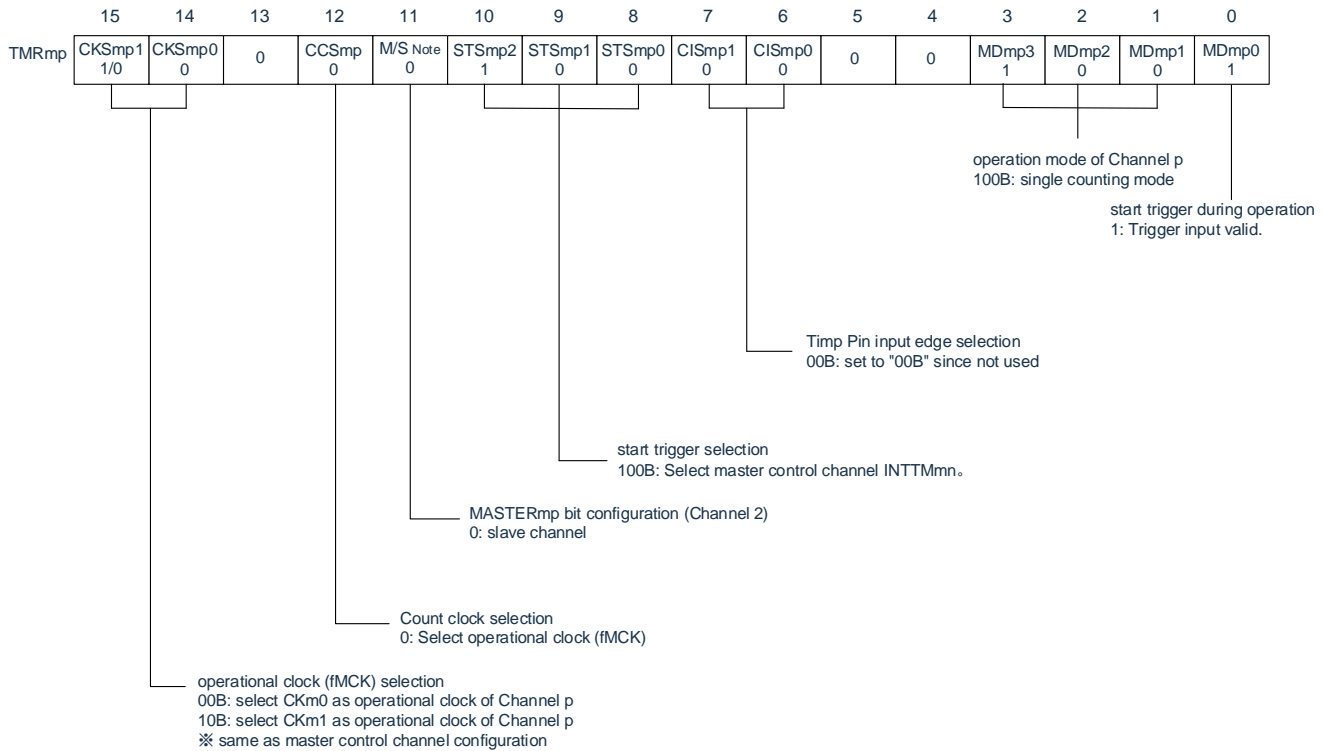 15 14 13 12 11 10 9 8 7 6 5 4 3 2 1 0
TMRmp CKSmp1 CKSmp0 0 CCSmp M/S Note STSmp2 STSmp1 STSmp0 CISmp1 CISmp0 0 0 MDmp3 MDmp2 MDmp1 MDmp0
1/0 0 0 0 1 0 0 0 0 1 0 0 1
operation mode of Channel p
100B: single counting mode
start trigger during operation
1: Trigger input valid.
Timp Pin input edge selection
00B: set to "00B" since not used
start trigger selection
100B: Select master control channel INTTMmn。
MASTERmp bit configuration (Channel 2)
0: slave channel
Count clock selection
0: Select operational clock (fMCK)
operational clock (fMCK) selection
00B: select CKm0 as operational clock of Channel p
10B: select CKm1 as operational clock of Channel p
※ same as master control channel configuration